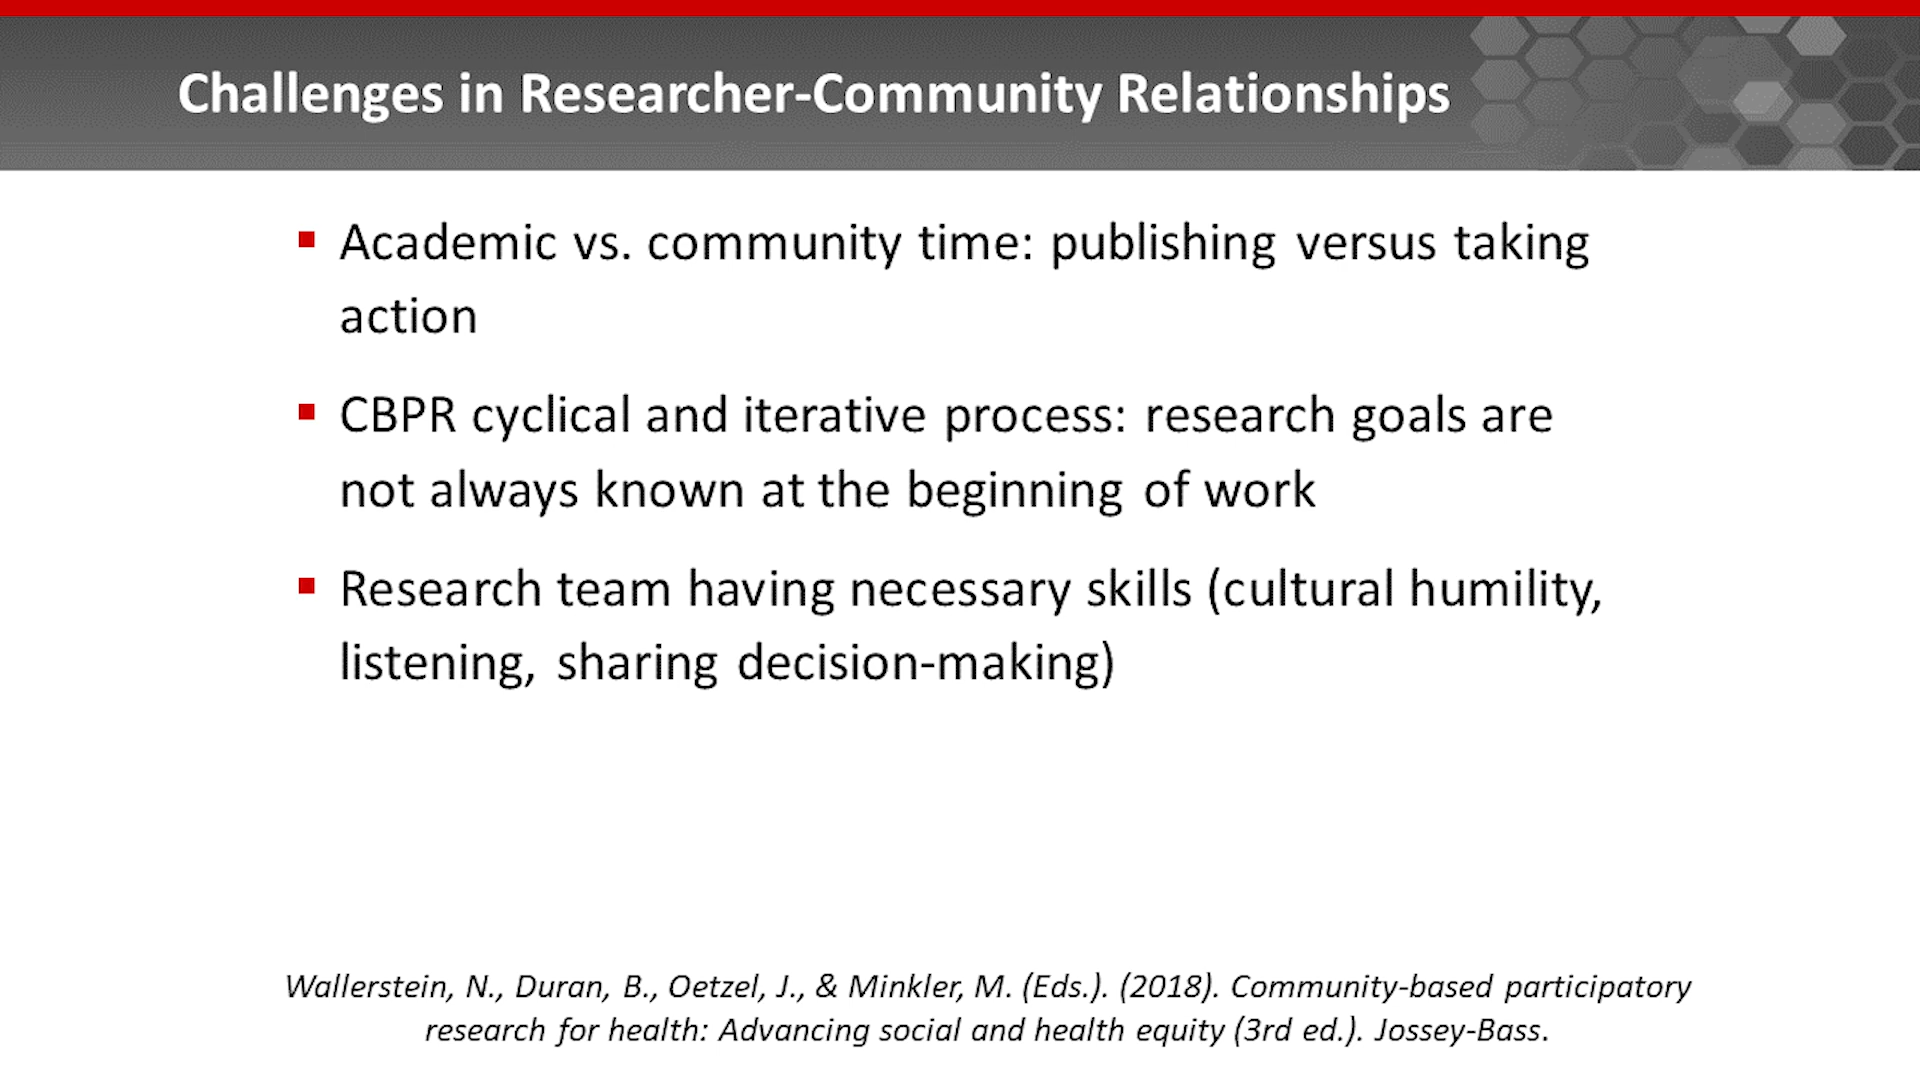 Challenges in Researcher-Community Relationships
Academic vs. community time: publishing versus taking
action
CBPR cyclical and iterative process: research goals are
not always known at the beginning of work
Research team having necessary skills (cultural humility,
listening, sharing decision-making)
Wallerstein, N., Duran, B., Oetzel, J., & Minkler, M. (Eds.). (2018). Community-based participatory
research for health: Advancing social and health equity (3rd ed.). Jossey-Bass.